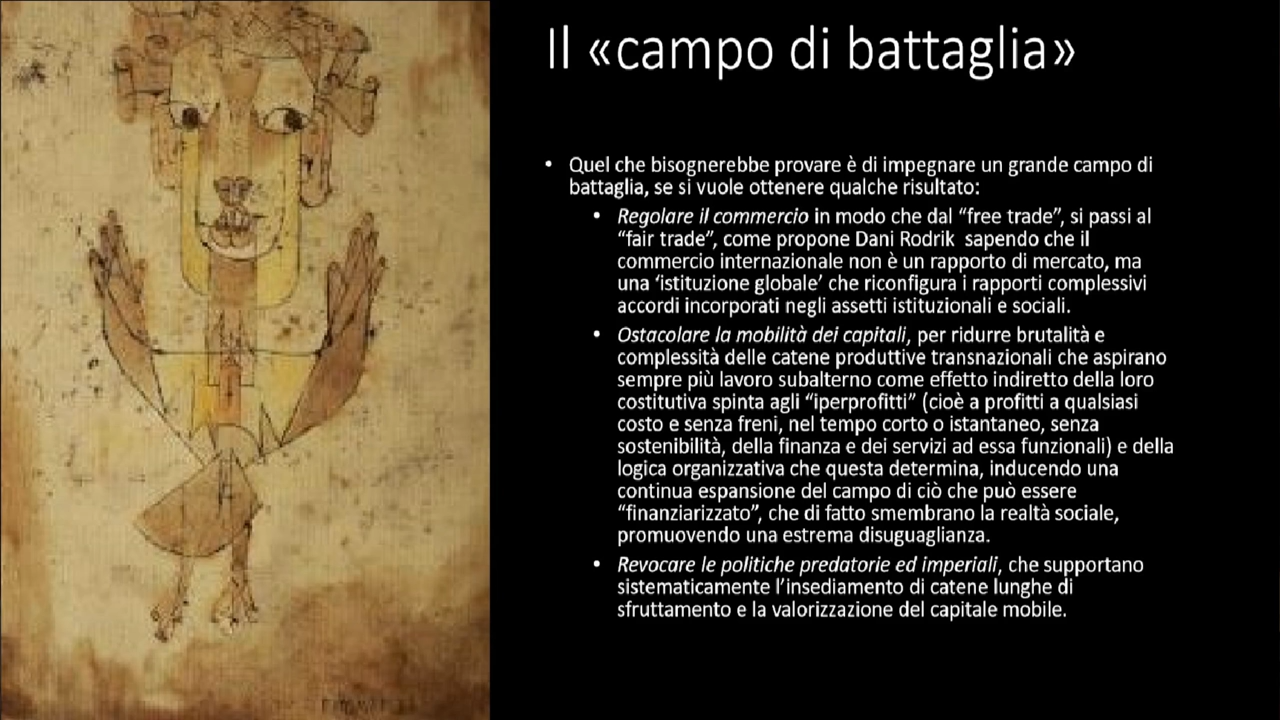 Il «campo di battaglia»
• Quel che bisognerebbe provare è di impegnare un grande campo di
battaglia, se si vuole ottenere qualche risultato:
• Regolare il commercio in modo che dal “free trade”, si passi al
“fair trade”, come propone Dani Rodrik sapendo che il
commercio internazionale non è un rapporto di mercato, ma
una ‘istituzione globale’ che riconfigura i rapporti complessivi
accordi incorporati negli assetti istituzionali e sociali.
• Ostacolare la mobilità dei capitali, per ridurre brutalità e
complessità delle catene produttive transnazionali che aspirano
sempre più lavoro subalterno come effetto indiretto della loro
costitutiva spinta agli “iperprofitti” (cioè a profitti a qualsiasi
costo e senza freni, nel tempo corto o istantaneo, senza
sostenibilità, della finanza e dei servizi ad essa funzionali) e della
logica organizzativa che questa determina, inducendo una
continua espansione del campo di ciò che può essere
“finanziarizzato”, che di fatto smembrano la realtà sociale,
promuovendo una estrema disuguaglianza.
• Revocare le politiche predatorie ed imperiali, che supportano
sistematicamente l’insediamento di catene lunghe di
sfruttamento e la valorizzazione del capitale mobile.